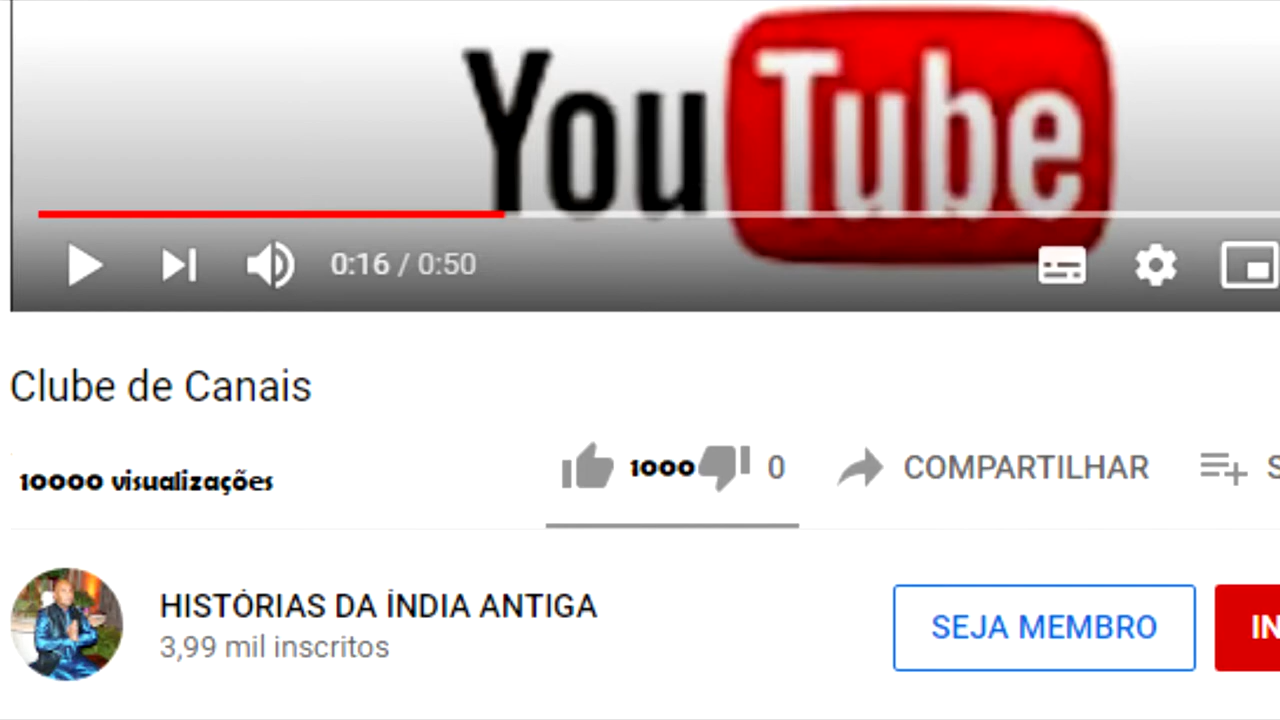 YouTube
0:16 / 0:50
Clube de Canais
10000 visualizações
1000 0 COMPARTILHAR S
HISTÓRIAS DA ÍNDIA ANTIGA
3,99 mil inscritos
SEJA MEMBRO IN